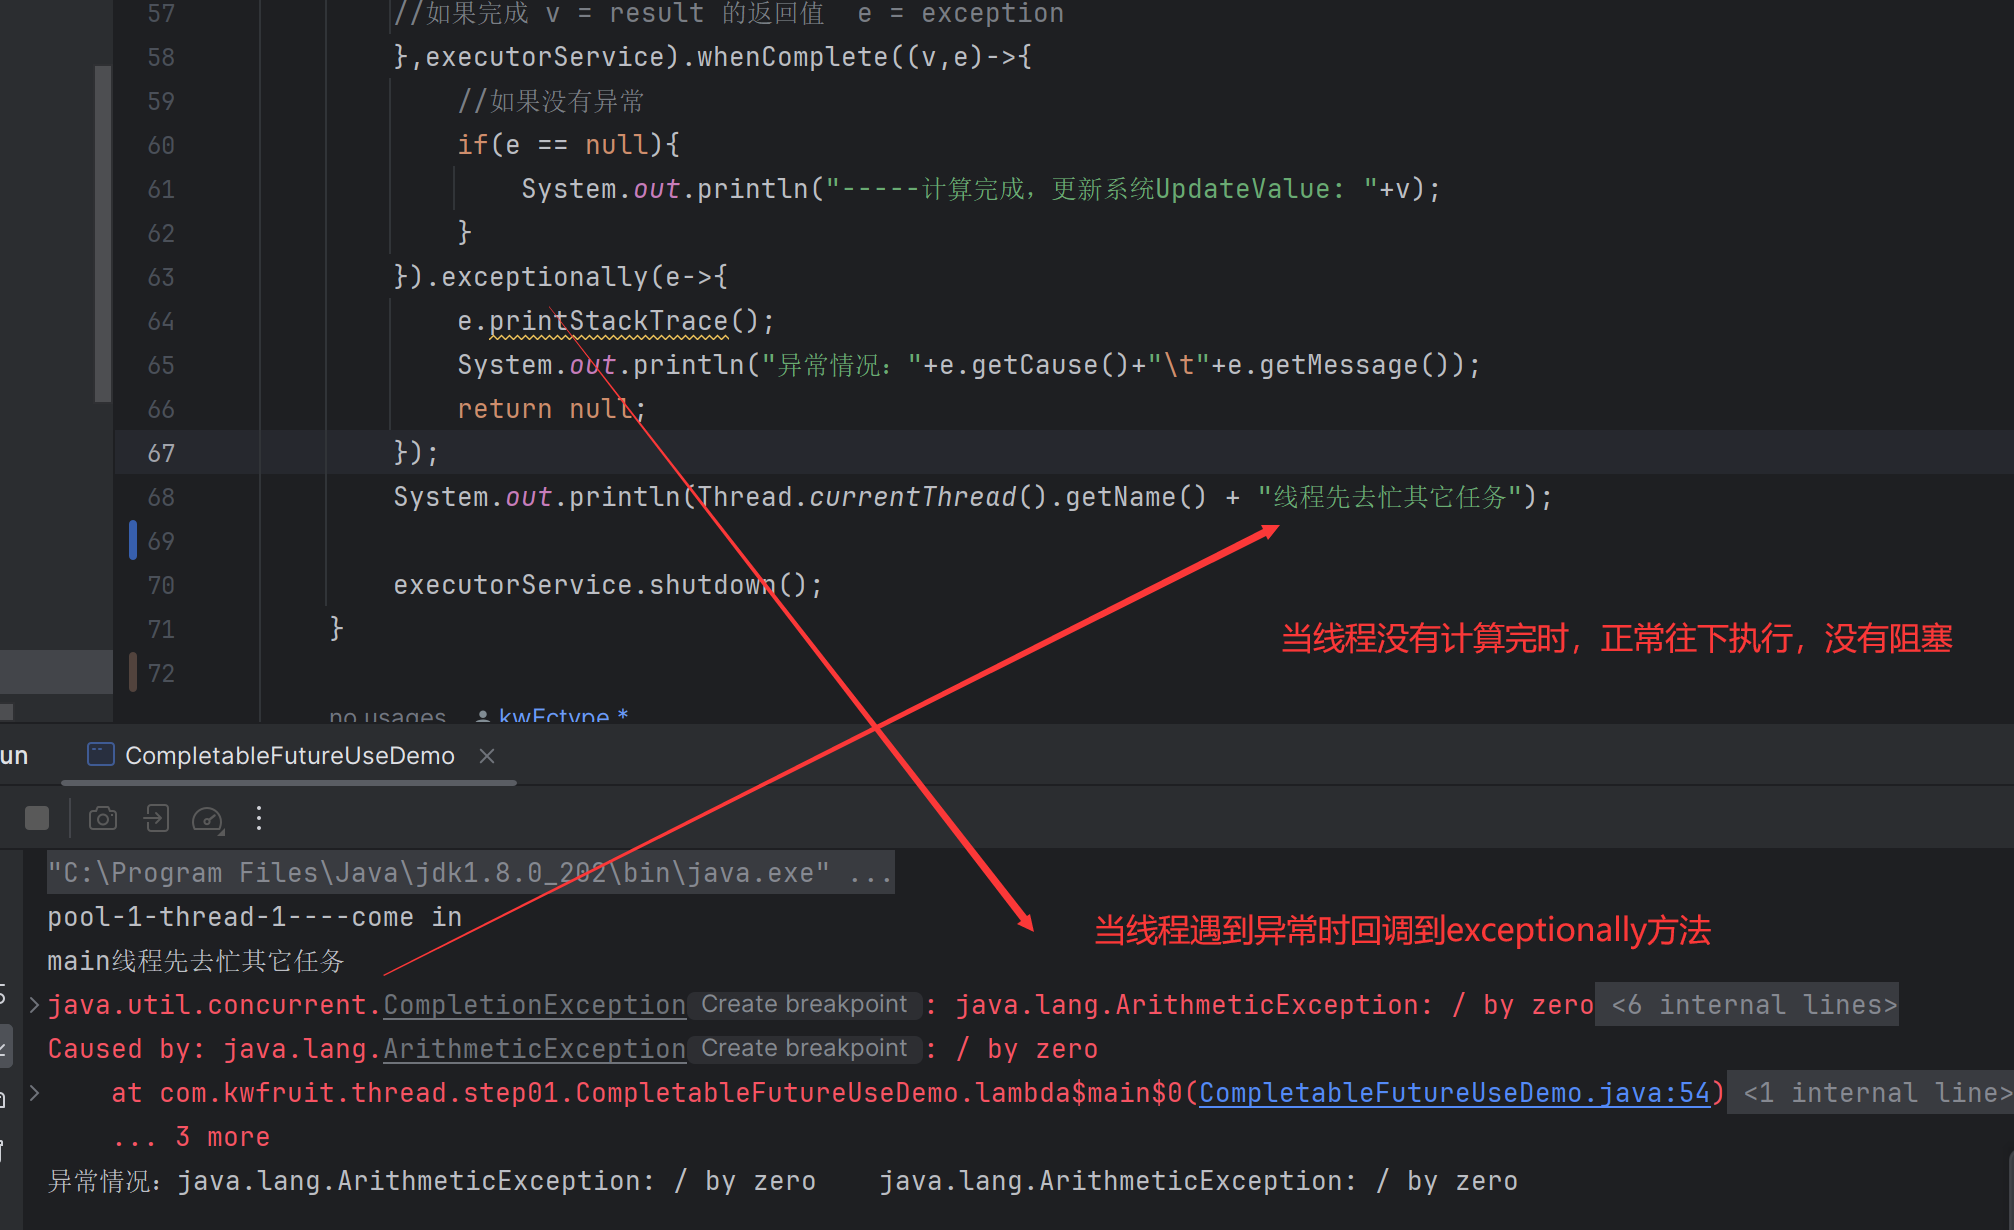 57 //如果完成 v = result 的返回值 e = exception
58 },executorService).whenComplete((v,e)->{
59 //如果没有异常
60 if(e == null){
61 System.out.println("-----计算完成，更新系统UpdateValue: "+v);
62 }
63 }).exceptionally(e->{
64 e.printStackTrace();
65 System.out.println("异常情况："+e.getCause()+"\t"+e.getMessage());
66 return null;
67 });
68 System.out.println(Thread.currentThread().getName() + "线程先去忙其它任务");
69
70 executorService.shutdown();
71 }
当线程没有计算完时，正常往下执行，没有阻塞
72
no usages kwEctype *
un CompletableFutureUseDemo
"C:\Program Files\Java\jdk1.8.0_202\bin\java.exe" ...
pool-1-thread-1----come in
当线程遇到异常时回调到exceptionally方法
main线程先去忙其它任务
java.util.concurrent.CompletionException Create breakpoint : java.lang.ArithmeticException: / by zero <6 internal lines>
Caused by: java.lang.ArithmeticException Create breakpoint : / by zero
at com.kwfruit.thread.step01.CompletableFutureUseDemo.lambda$main$0(CompletableFutureUseDemo.java:54) <1 internal line>
... 3 more
异常情况：java.lang.ArithmeticException: / by zero java.lang.ArithmeticException: / by zero